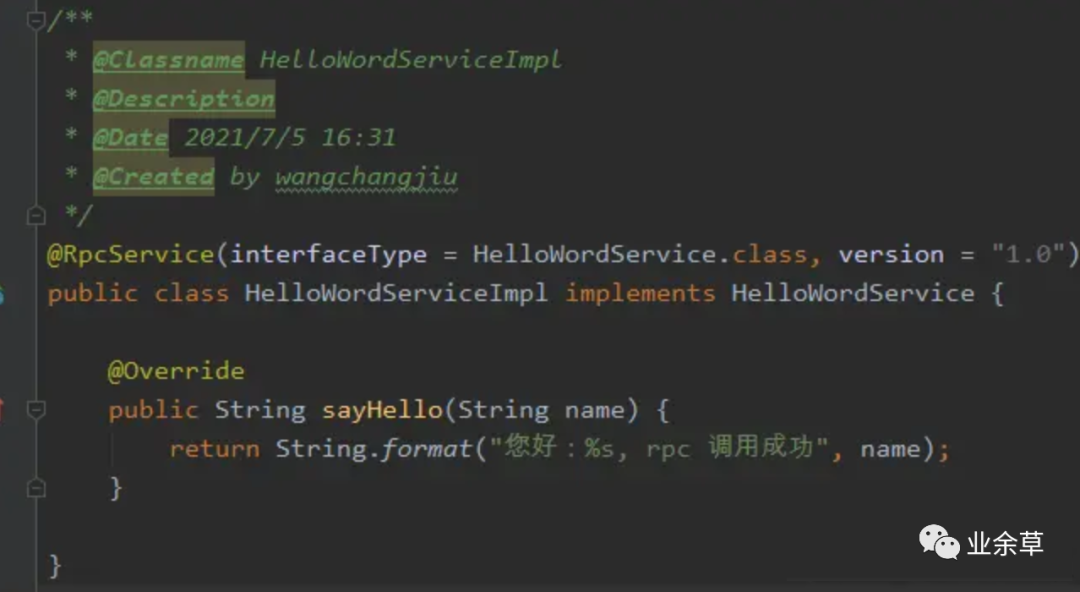 /**
 * @Classname HelloWordServiceImpl
 * @Description
 * @Date 2021/7/5 16:31
 * @Created by wangchangjiu
 */
@RpcService(interfaceType = HelloWordService.class, version = "1.0")
public class HelloWordServiceImpl implements HelloWordService {
    @Override
    public String sayHello(String name) {
        return String.format("您好：%s, rpc 调用成功", name);
    }
}
业余草